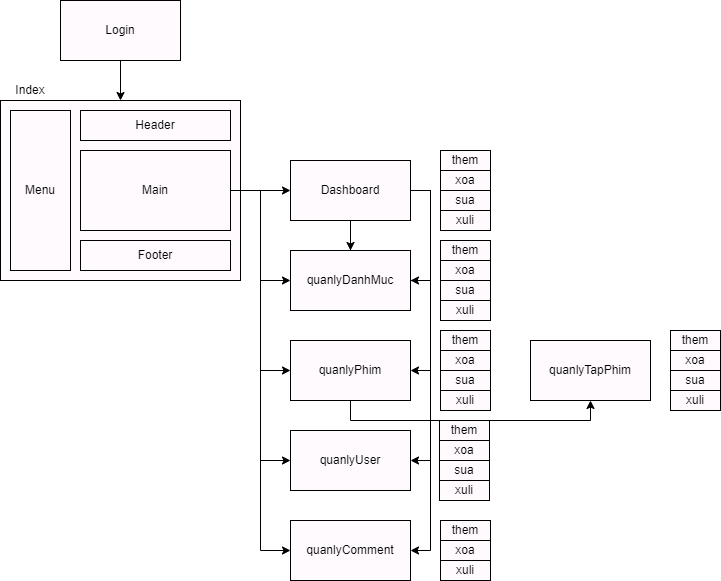 Login
Index
Header
Menu
Main
Footer
Dashboard
them
xoa
sua
xuli
quanlyDanhMuc
them
xoa
sua
xuli
quanlyPhim
them
xoa
sua
xuli
quanlyTapPhim
them
xoa
sua
xuli
quanlyUser
them
xoa
sua
xuli
quanlyComment
them
xoa
xuli